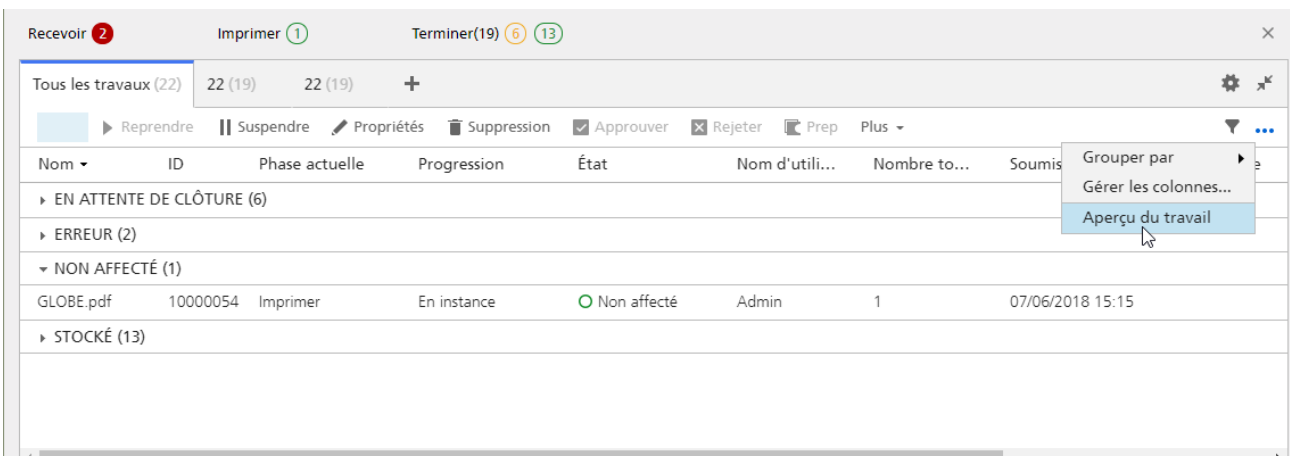 Recevoir 2 Imprimer 1 Terminer(19) 6 13
Tous les travaux (22) 22 (19) 22 (19)
Reprendre Suspendre Propriétés Suppression Approuver Rejeter Prep Plus
Nom ID Phase actuelle Progression État Nom d'utili... Nombre to... Soumis
Grouper par
Gérer les colonnes...
Aperçu du travail
EN ATTENTE DE CLÔTURE (6)
ERREUR (2)
NON AFFECTÉ (1)
GLOBE.pdf 10000054 Imprimer En instance Non affecté Admin 1 07/06/2018 15:15
STOCKÉ (13)